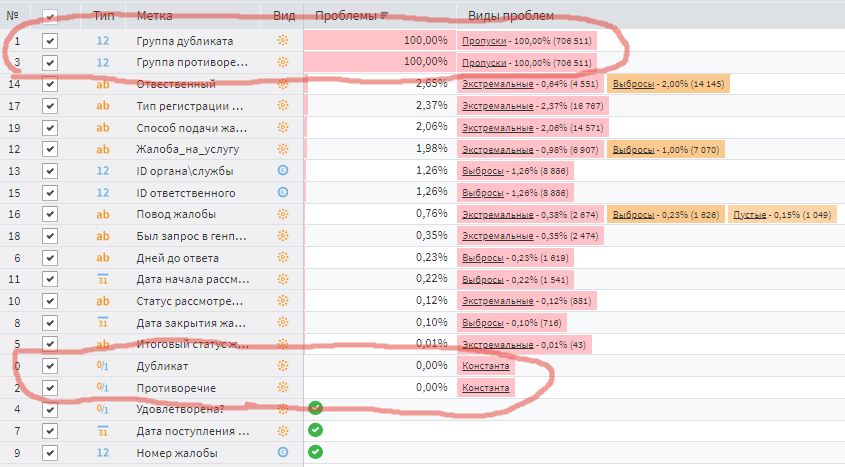 № Тип Метка Вид Проблемы Виды проблем
1 12 Группа дубликата 100,00% Пропуски - 100,00% (706 511)
3 12 Группа противоре... 100,00% Пропуски - 100,00% (706 511)
14 ab Отвественный 2,65% Экстремальные - 0,64% (4 551) Выбросы - 2,00% (14 145)
17 ab Тип регистрации ... 2,37% Экстремальные - 2,37% (16 767)
19 ab Способ подачи жа... 2,06% Экстремальные - 2,06% (14 571)
12 ab Жалоба_на_услугу 1,98% Экстремальные - 0,98% (6 907) Выбросы - 1,00% (7 070)
13 12 ID органа\службы 1,26% Выбросы - 1,26% (8 886)
15 12 ID ответственного 1,26% Выбросы - 1,26% (8 886)
16 ab Повод жалобы 0,76% Экстремальные - 0,38% (2 674) Выбросы - 0,23% (1 626) Пустые - 0,15% (1 049)
18 ab Был запрос в генп... 0,35% Экстремальные - 0,35% (2 474)
6 ab Дней до ответа 0,23% Выбросы - 0,23% (1 619)
11 31 Дата начала рассм... 0,22% Выбросы - 0,22% (1 541)
10 ab Статус рассмотре... 0,12% Экстремальные - 0,12% (881)
8 31 Дата закрытия жа... 0,10% Выбросы - 0,10% (716)
5 ab Итоговый статус ж... 0,01% Экстремальные - 0,01% (43)
0 0/1 Дубликат 0,00% Константа
2 0/1 Противоречие 0,00% Константа
4 0/1 Удовлетворена?
7 31 Дата поступления ...
9 12 Номер жалобы